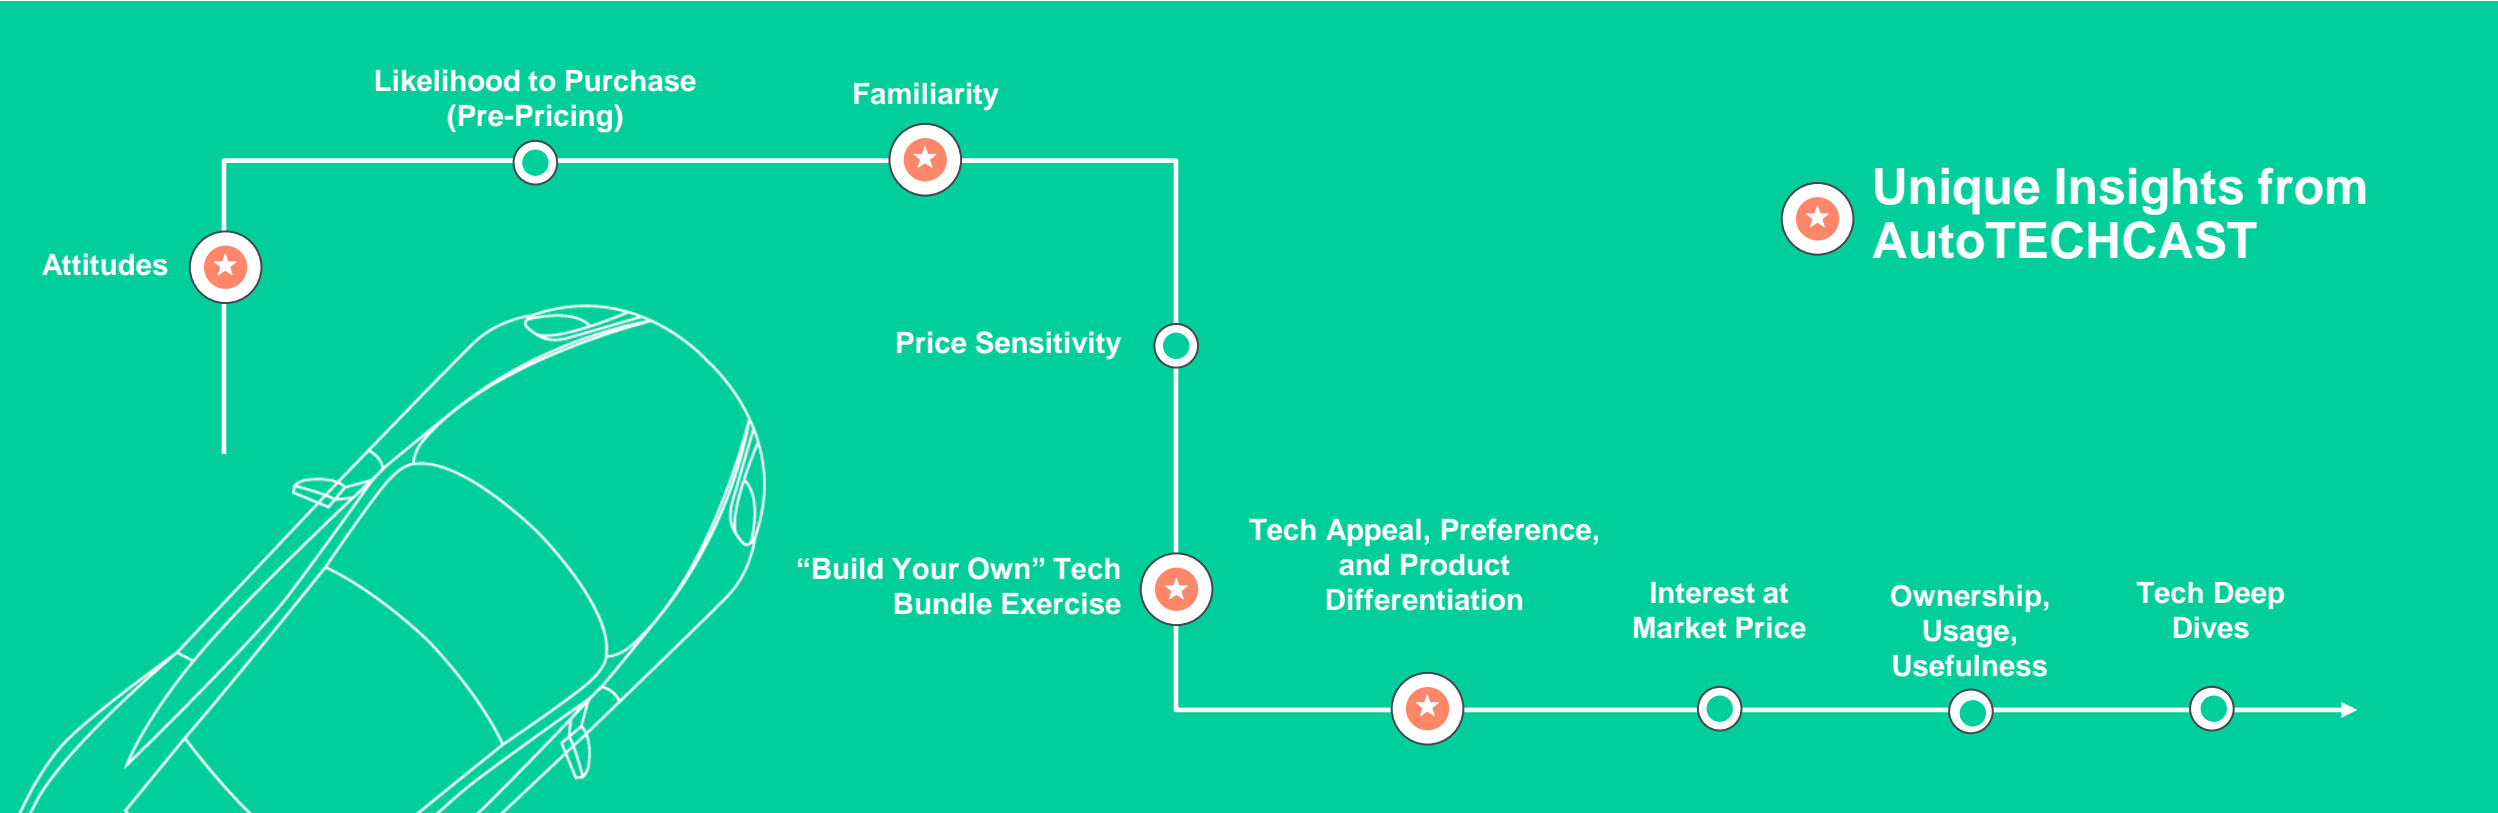 Likelihood to Purchase
(Pre-Pricing)
Familiarity
Unique Insights from
AutoTECHCAST
Attitudes
Price Sensitivity
“Build Your Own” Tech
Bundle Exercise
Tech Appeal, Preference,
and Product
Differentiation
Interest at
Market Price
Ownership,
Usage,
Usefulness
Tech Deep
Dives